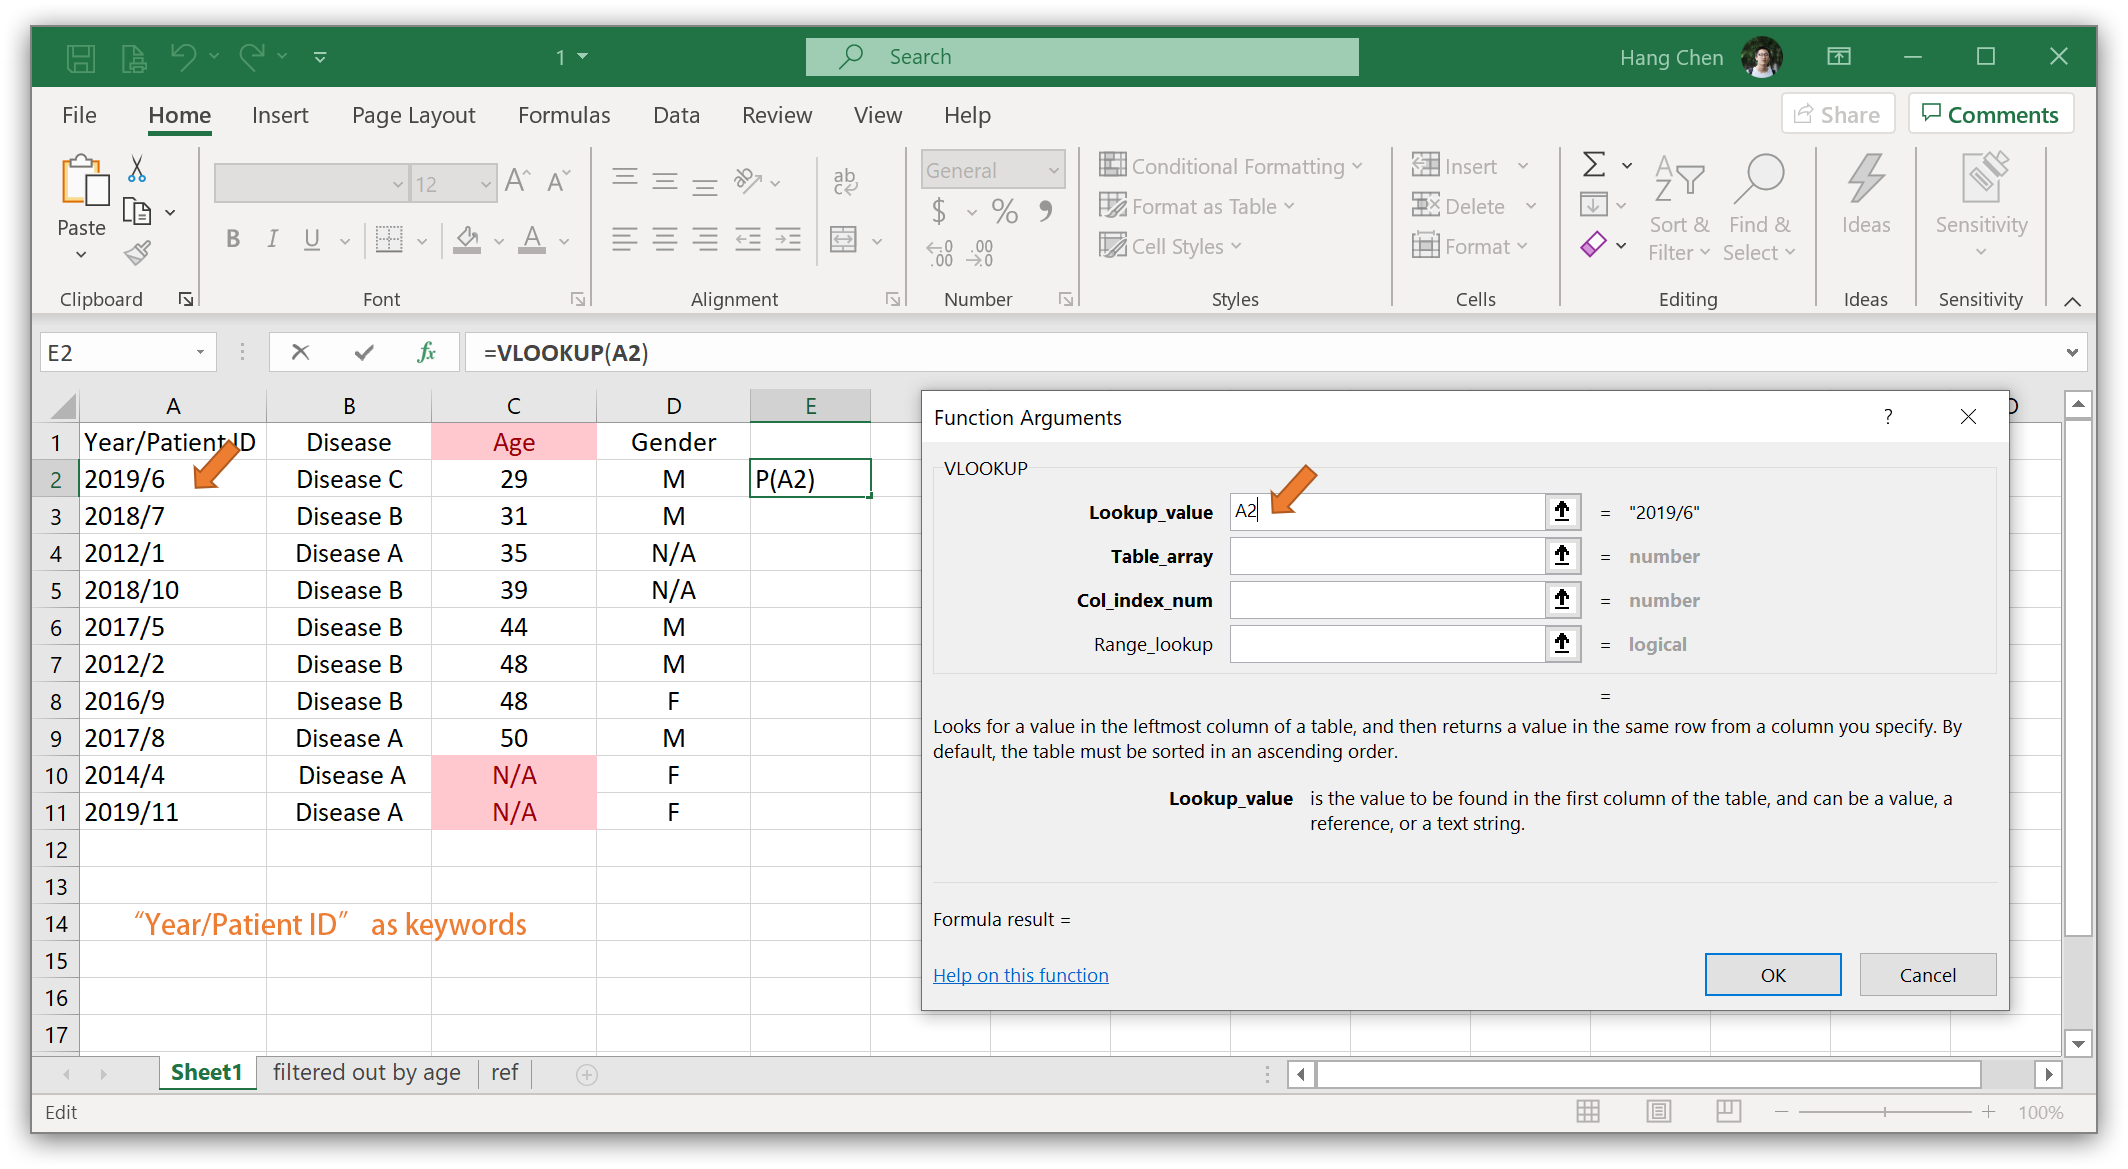 1
Search
Hang Chen
File Home Insert Page Layout Formulas Data Review View Help Share Comments
Paste
Clipboard
12
A A
B I U A
Font
ab
c
Alignment
General
$ % ,
←0 .00 .00 →0
Number
Conditional Formatting
Format as Table
Cell Styles
Styles
Insert
Delete
Format
Cells
Σ
A
Z
Sort &
Filter
Find &
Select
Editing
Ideas
Ideas
Sensitivity
Sensitivity
E2 fx =VLOOKUP(A2)
A B C D E
1 Year/Patient ID Disease Age Gender
2 2019/6 Disease C 29 M P(A2)
3 2018/7 Disease B 31 M
4 2012/1 Disease A 35 N/A
5 2018/10 Disease B 39 N/A
6 2017/5 Disease B 44 M
7 2012/2 Disease B 48 M
8 2016/9 Disease B 48 F
9 2017/8 Disease A 50 M
10 2014/4 Disease A N/A F
11 2019/11 Disease A N/A F
12
13
14 “Year/Patient ID” as keywords
15
16
17
Function Arguments ?
VLOOKUP
Lookup_value A2 = "2019/6"
Table_array = number
Col_index_num = number
Range_lookup = logical
=
Looks for a value in the leftmost column of a table, and then returns a value in the same row from a column you specify. By
default, the table must be sorted in an ascending order.
Lookup_value is the value to be found in the first column of the table, and can be a value, a
reference, or a text string.
Formula result =
Help on this function
OK Cancel
Sheet1 filtered out by age ref
Edit
100%